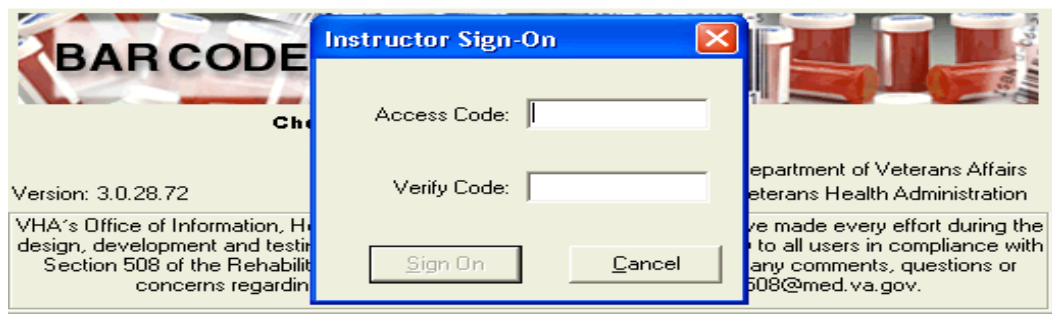 BAR CODE
Version: 3.0.28.72
epartment of Veterans Affairs
eterans Health Administration
VHA's Office of Information, H
design, development and testin
Section 508 of the Rehabilit
concerns regardin
ve made every effort during the
to all users in compliance with
any comments, questions or
508@med.va.gov.
Instructor Sign-On
Access Code:
Verify Code:
Sign On
Cancel